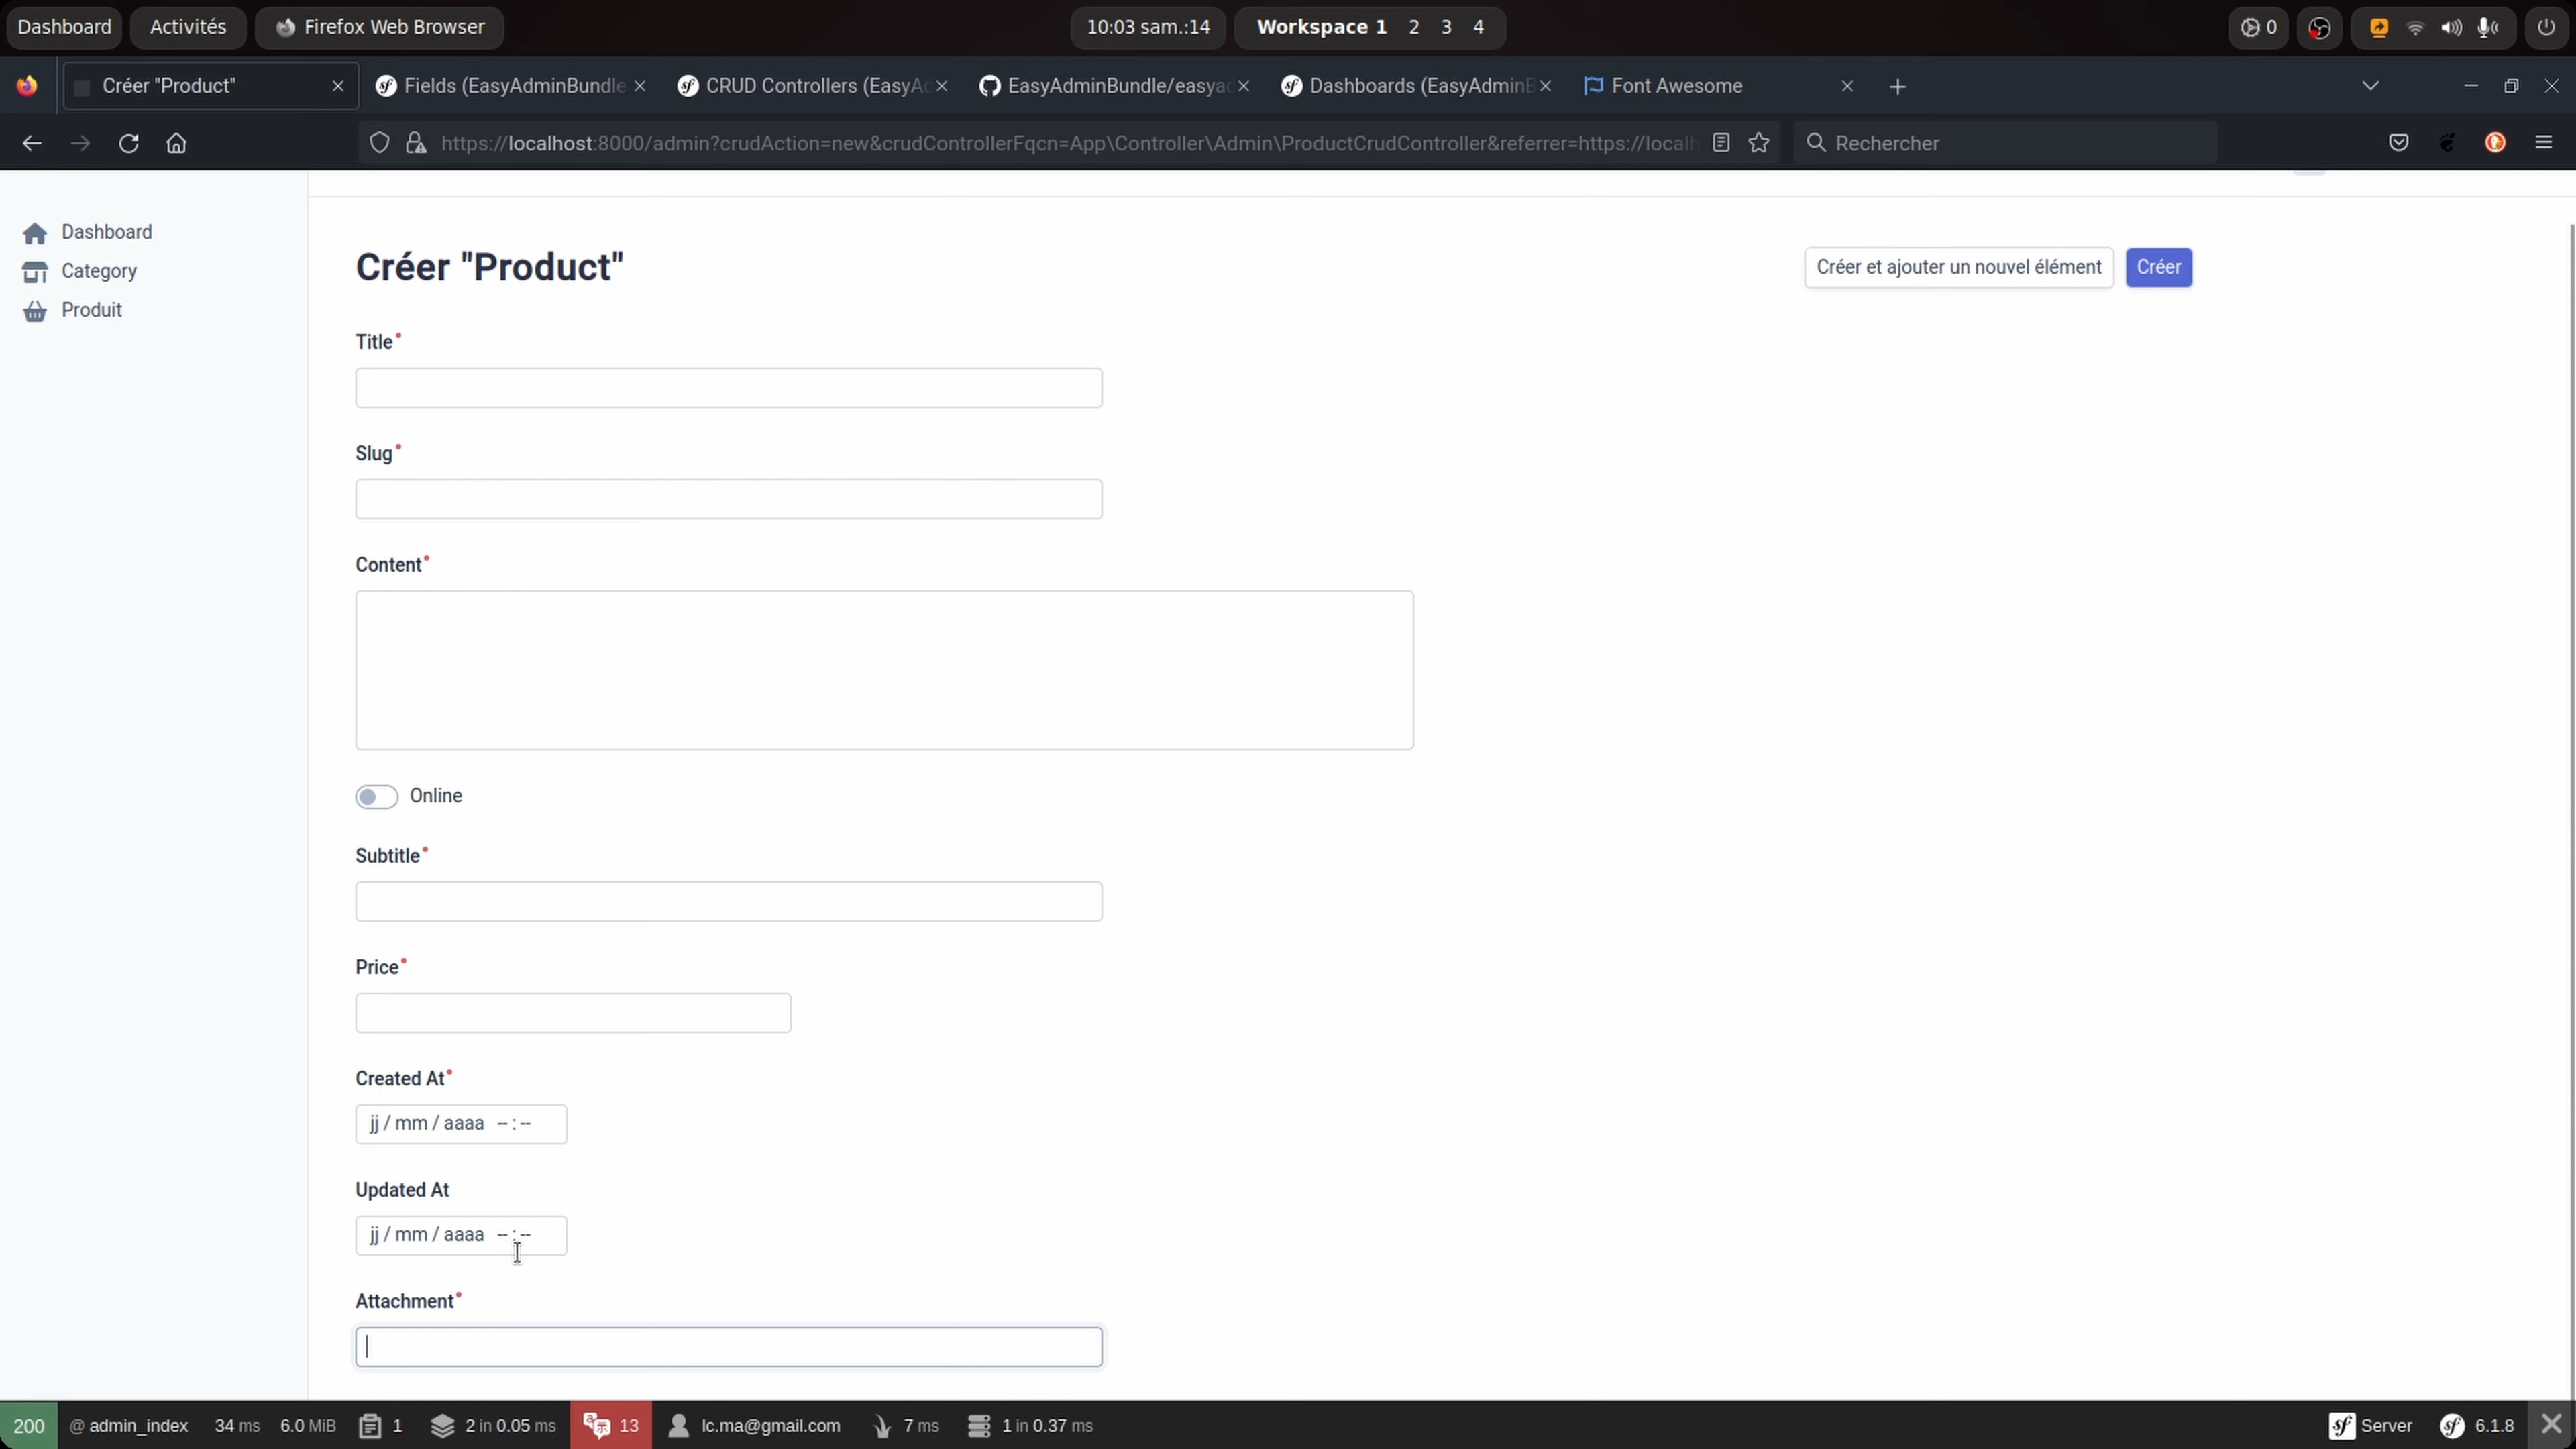 Dashboard Activités Firefox Web Browser 10:03 sam.:14 Workspace 1 2 3 4 0
Créer "Product" Fields (EasyAdminBundle CRUD Controllers (EasyAd EasyAdminBundle/easyad Dashboards (EasyAdminB Font Awesome
https://localhost:8000/admin?crudAction=new&crudControllerFqcn=App\Controller\Admin\ProductCrudController&referrer=https://localh Rechercher
Dashboard
Category
Produit
Créer "Product"
Créer et ajouter un nouvel élément Créer
Title
Slug
Content
Online
Subtitle
Price
Created At
jj / mm / aaaa -- : --
Updated At
jj / mm / aaaa -- : --
Attachment
200 @ admin_index 34 ms 6.0 MiB 1 2 in 0.05 ms 13 lc.ma@gmail.com 7 ms 1 in 0.37 ms Server 6.1.8